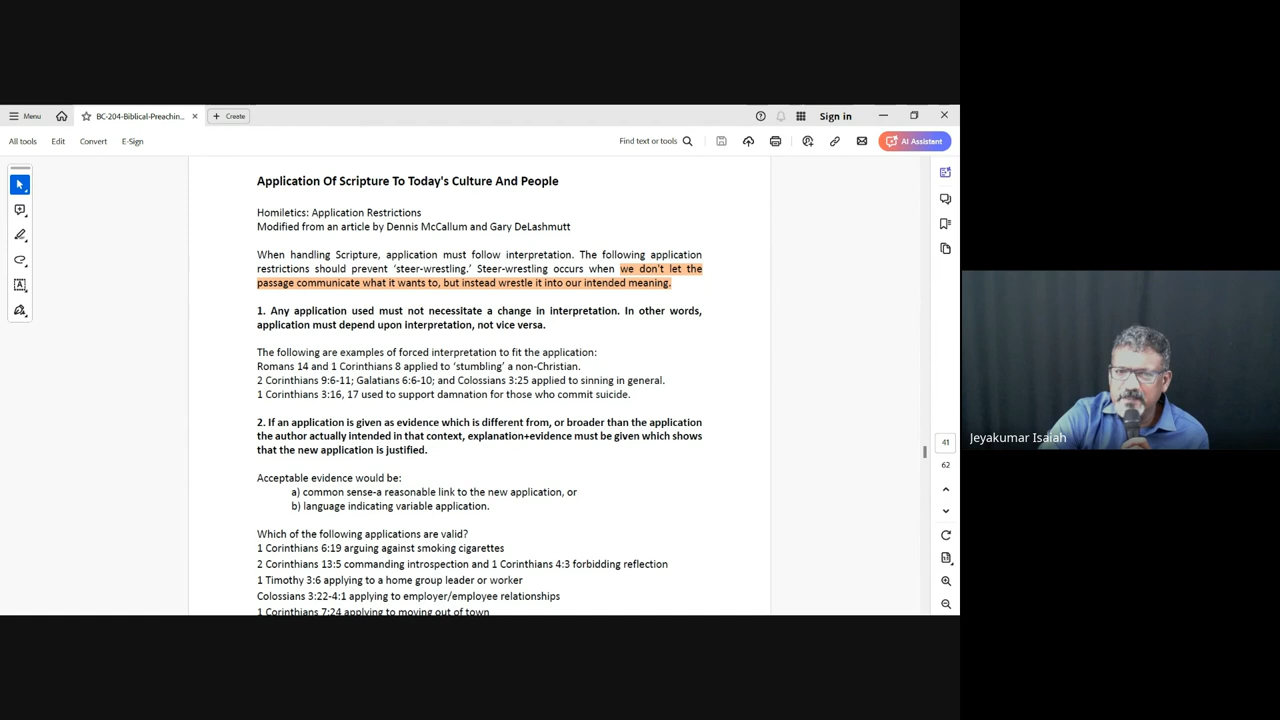 Menu
BC-204-Biblical-Preachin...
Create
Sign in
All tools
Edit
Convert
E-Sign
Find text or tools
AI Assistant
Application Of Scripture To Today's Culture And People
Homiletics: Application Restrictions
Modified from an article by Dennis McCallum and Gary DeLashmutt
When handling Scripture, application must follow interpretation. The following application
restrictions should prevent ‘steer-wrestling.’ Steer-wrestling occurs when we don't let the
passage communicate what it wants to, but instead wrestle it into our intended meaning.
1. Any application used must not necessitate a change in interpretation. In other words,
application must depend upon interpretation, not vice versa.
The following are examples of forced interpretation to fit the application:
Romans 14 and 1 Corinthians 8 applied to ‘stumbling’ a non-Christian.
2 Corinthians 9:6-11; Galatians 6:6-10; and Colossians 3:25 applied to sinning in general.
1 Corinthians 3:16, 17 used to support damnation for those who commit suicide.
2. If an application is given as evidence which is different from, or broader than the application
the author actually intended in that context, explanation+evidence must be given which shows
that the new application is justified.
Acceptable evidence would be:
a) common sense-a reasonable link to the new application, or
b) language indicating variable application.
Which of the following applications are valid?
1 Corinthians 6:19 arguing against smoking cigarettes
2 Corinthians 13:5 commanding introspection and 1 Corinthians 4:3 forbidding reflection
1 Timothy 3:6 applying to a home group leader or worker
Colossians 3:22-4:1 applying to employer/employee relationships
1 Corinthians 7:24 applying to moving out of town
41
62
Jeyakumar Isaiah